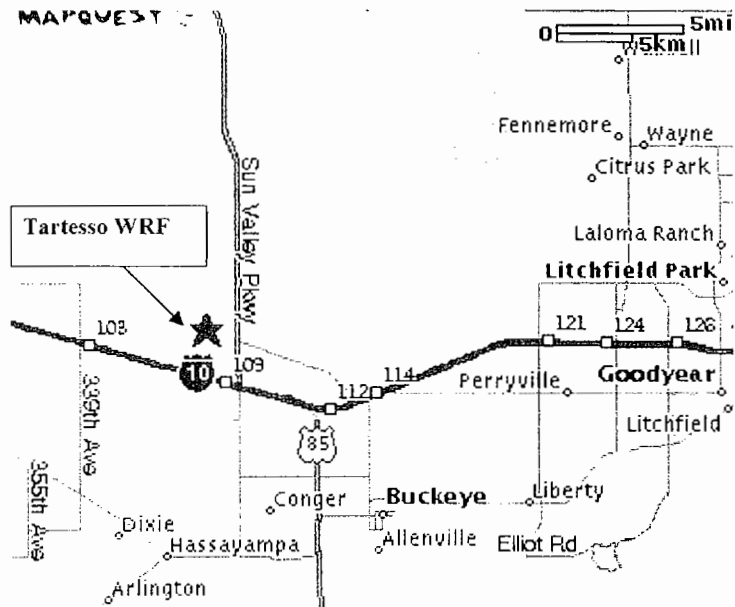 MAPQUEST
5mi
0
5km
Fennemore
Wayne
Citrus Park
Sun Valley Pkwy
Tartesso WRF
Laloma Ranch
Litchfield Park
103
10
109
112
114
121
124
126
Perryville
Goodyear
Litchfield
339th Ave
355th Ave
85
Conger
Buckeye
Liberty
Dixie
Hassayampa
Allenville
Elliot Rd
Arlington